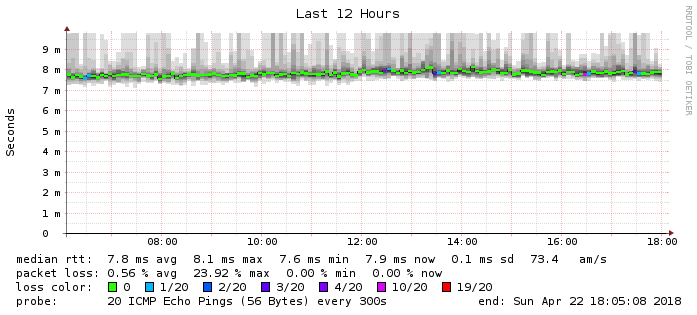 Last 12 Hours
RRDTOOL / TOBI OETIKER
Seconds
9 m
8 m
7 m
6 m
5 m
4 m
3 m
2 m
1 m
0
08:00 10:00 12:00 14:00 16:00 18:00
median rtt: 7.8 ms avg 8.1 ms max 7.6 ms min 7.9 ms now 0.1 ms sd 73.4 am/s
packet loss: 0.56 % avg 23.92 % max 0.00 % min 0.00 % now
loss color: 0 1/20 2/20 3/20 4/20 10/20 19/20
probe: 20 ICMP Echo Pings (56 Bytes) every 300s end: Sun Apr 22 18:05:08 2018